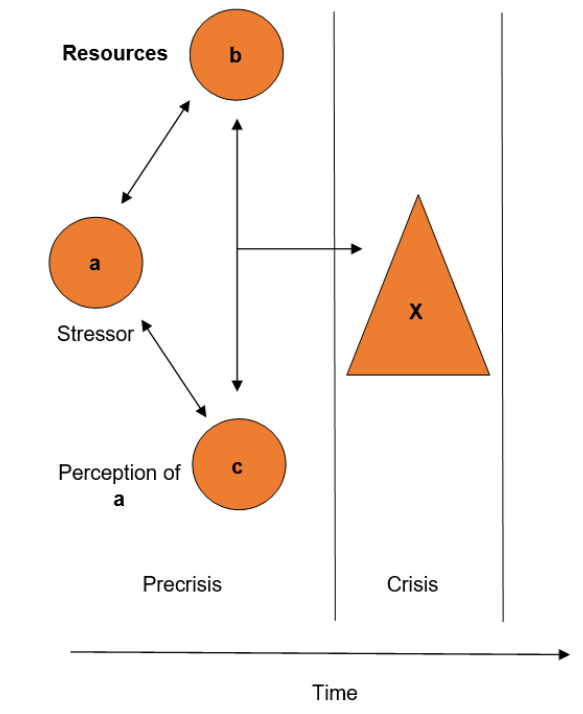 Resources
b
a
Stressor
X
Perception of
a
c
Precrisis
Crisis
Time